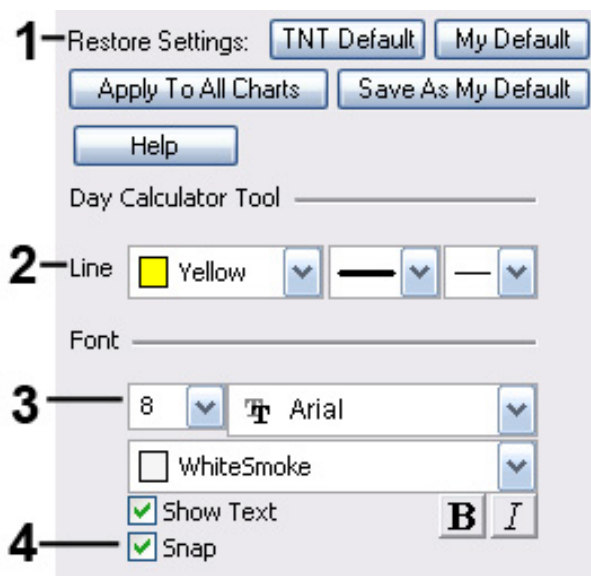 1 Restore Settings: TNT Default My Default
Apply To All Charts Save As My Default
Help
Day Calculator Tool
2 Line Yellow
Font
3 8 Arial
WhiteSmoke
Show Text B I
4 Snap